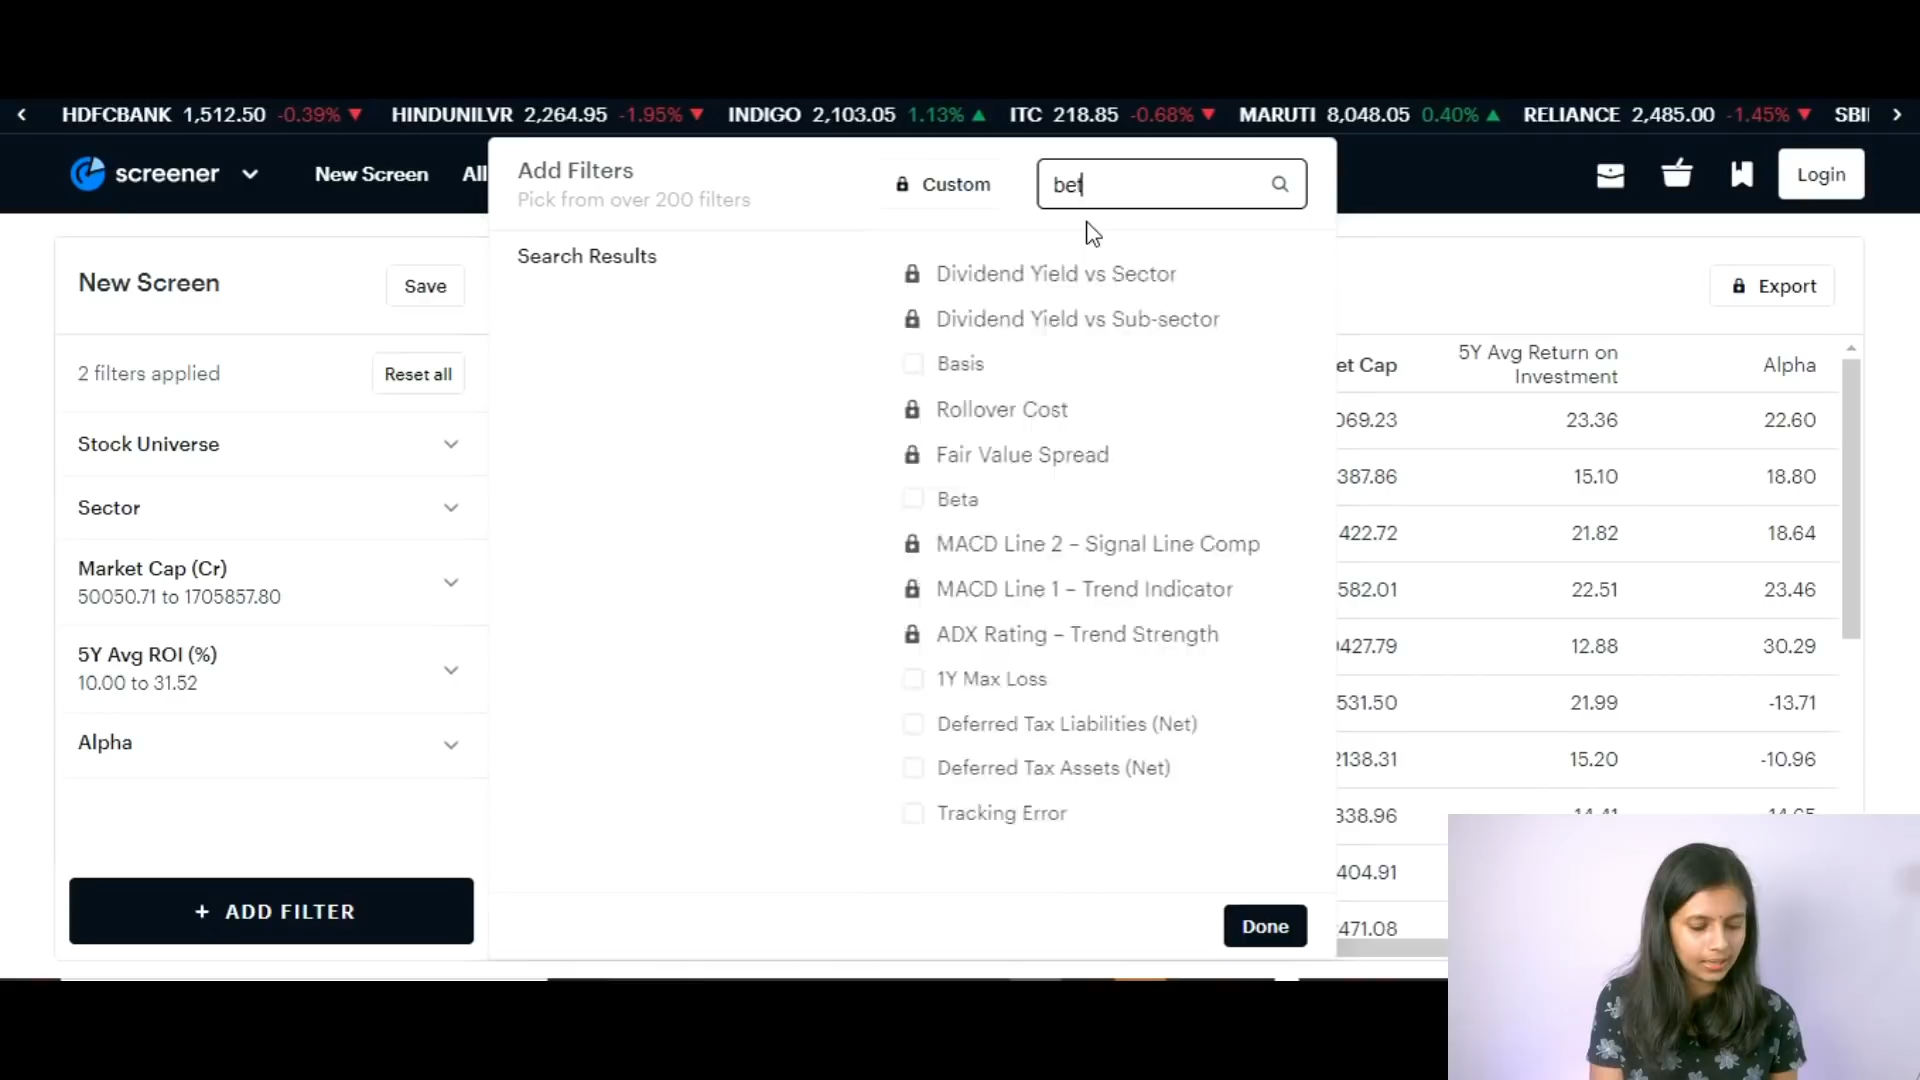 HDFCBANK 1,512.50 -0.39% ▼ HINDUNILVR 2,264.95 -1.95% ▼ INDIGO 2,103.05 1.13% ▲ ITC 218.85 -0.68% ▼ MARUTI 8,048.05 0.40% ▲ RELIANCE 2,485.00 -1.45% ▼ SBI
screener New Screen All
Login
Add Filters
Pick from over 200 filters
Custom
bet
New Screen
Save
2 filters applied
Reset all
Stock Universe
Sector
Market Cap (Cr)
50050.71 to 1705857.80
5Y Avg ROI (%)
10.00 to 31.52
Alpha
+ ADD FILTER
Search Results
Dividend Yield vs Sector
Dividend Yield vs Sub-sector
Basis
Rollover Cost
Fair Value Spread
Beta
MACD Line 2 – Signal Line Comp
MACD Line 1 – Trend Indicator
ADX Rating – Trend Strength
1Y Max Loss
Deferred Tax Liabilities (Net)
Deferred Tax Assets (Net)
Tracking Error
Done
Export
et Cap 5Y Avg Return on Investment Alpha
069.23 23.36 22.60
387.86 15.10 18.80
422.72 21.82 18.64
582.01 22.51 23.46
427.79 12.88 30.29
531.50 21.99 -13.71
2138.31 15.20 -10.96
838.96
404.91
471.08